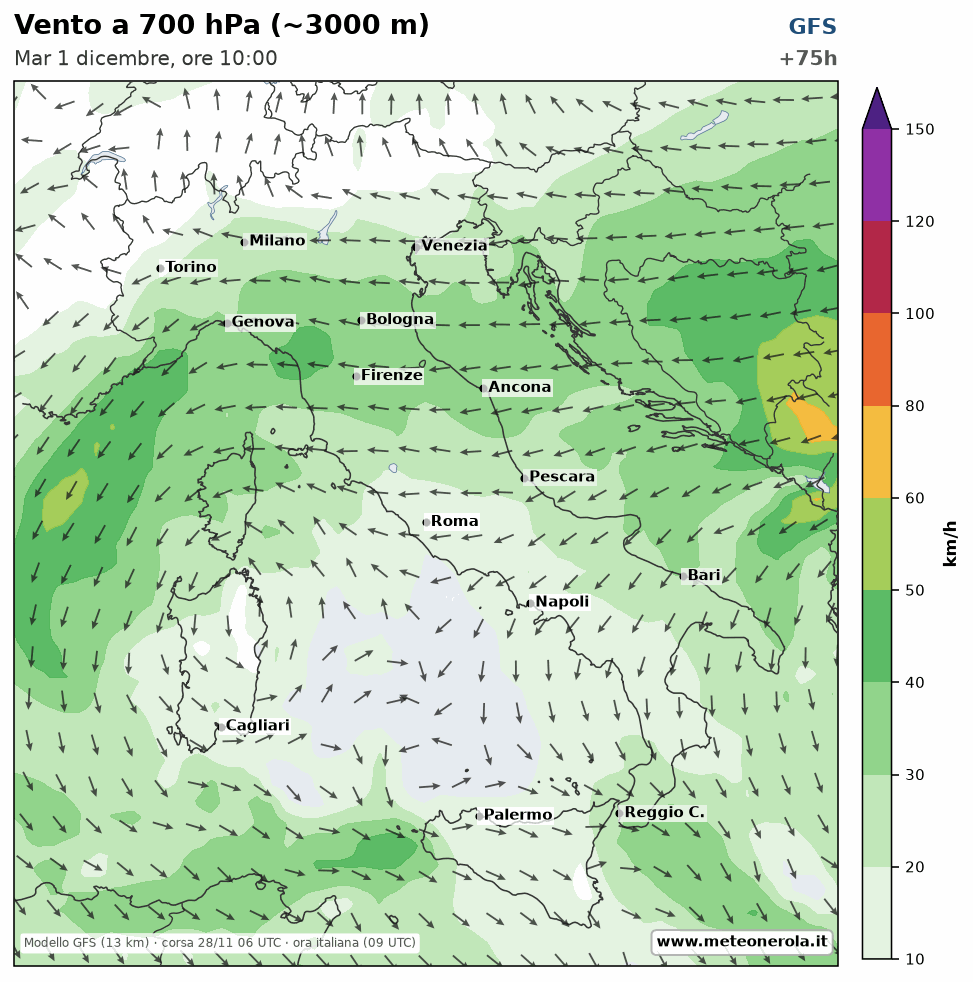 Vento a 700 hPa (~3000 m)
GFS
Mar 1 dicembre, ore 10:00
+75h
Milano
Venezia
Torino
Genova
Bologna
Firenze
Ancona
Pescara
Roma
Bari
Napoli
Cagliari
Palermo
Reggio C.
150
120
100
80
60
50
40
30
20
10
km/h
Modello GFS (13 km) · corsa 28/11 06 UTC · ora italiana (09 UTC)
www.meteonerola.it